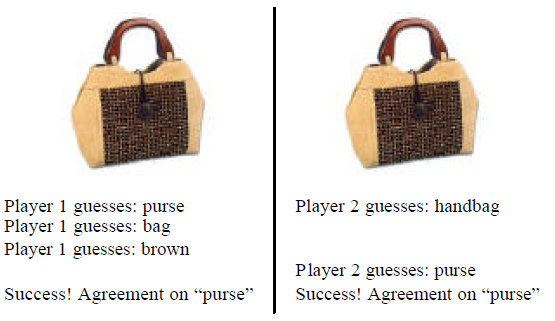 Player 1 guesses: purse
Player 1 guesses: bag
Player 1 guesses: brown
Success! Agreement on “purse”
Player 2 guesses: handbag
Player 2 guesses: purse
Success! Agreement on “purse”